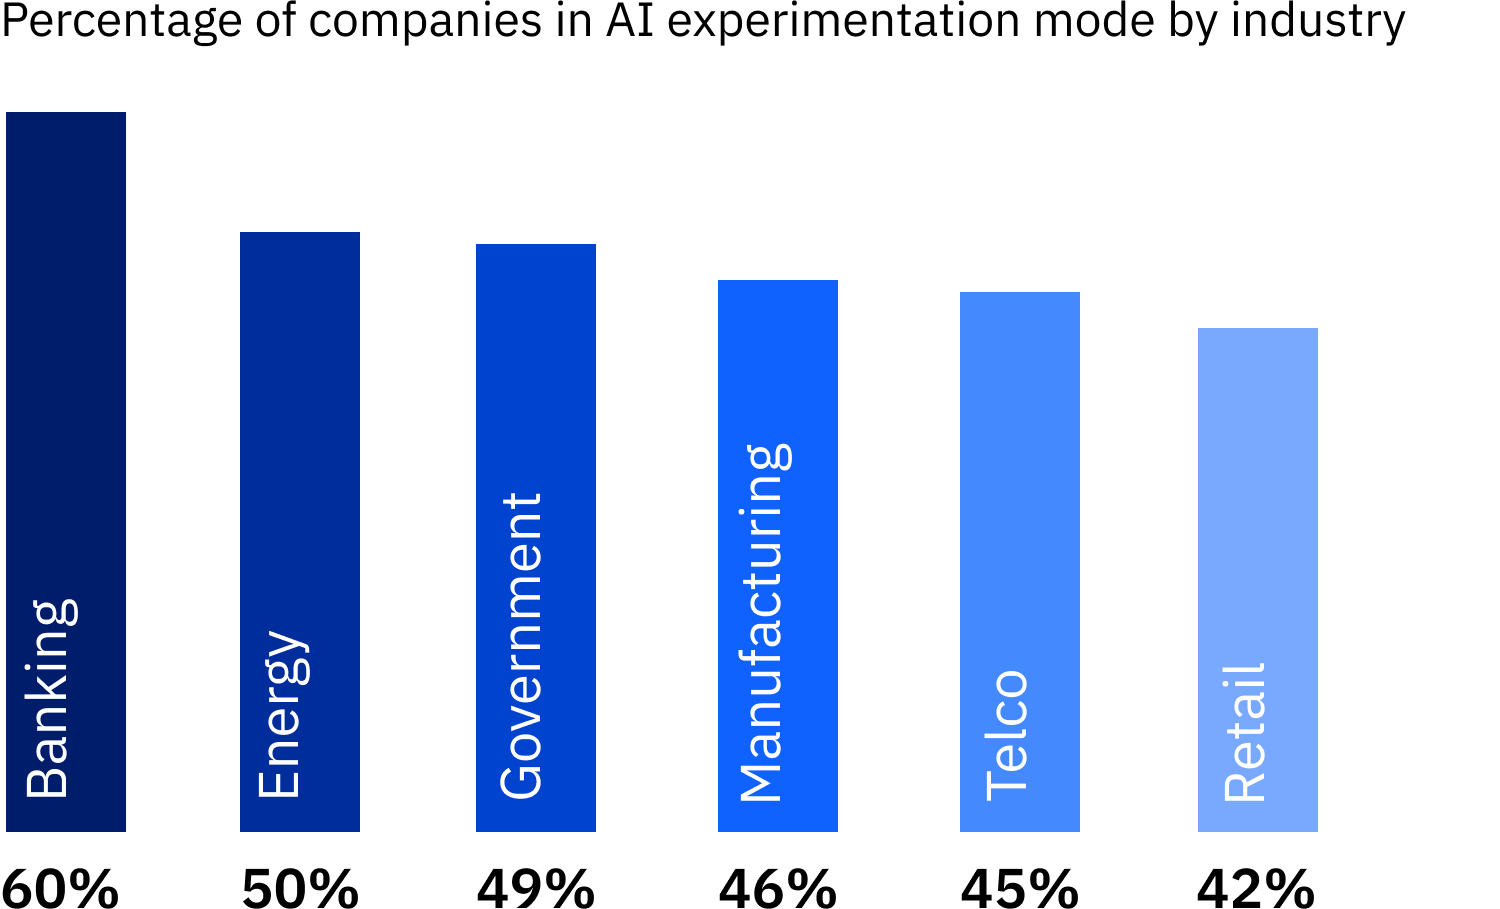 Percentage of companies in AI experimentation mode by industry
Banking
Energy
Government
Manufacturing
Telco
Retail
60% 50% 49% 46% 45% 42%